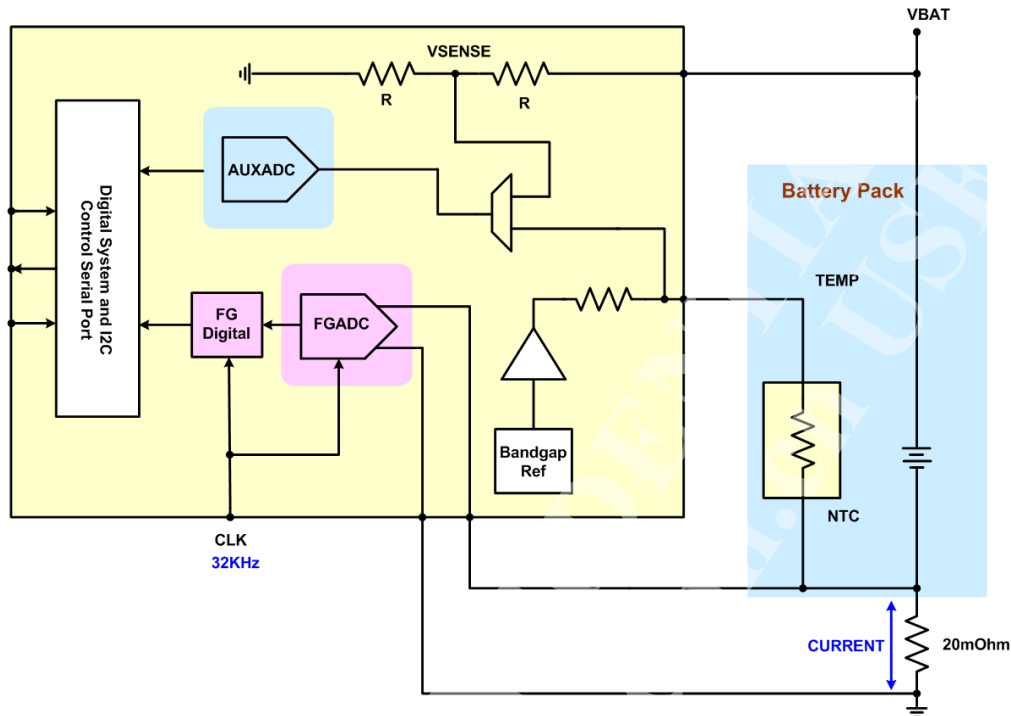 VBAT
VSENSE
R
R
AUXADC
Battery Pack
Digital System and I2C
Control Serial Port
TEMP
FG
Digital
FGADC
Bandgap
Ref
NTC
CLK
32KHz
CURRENT
20mOhm